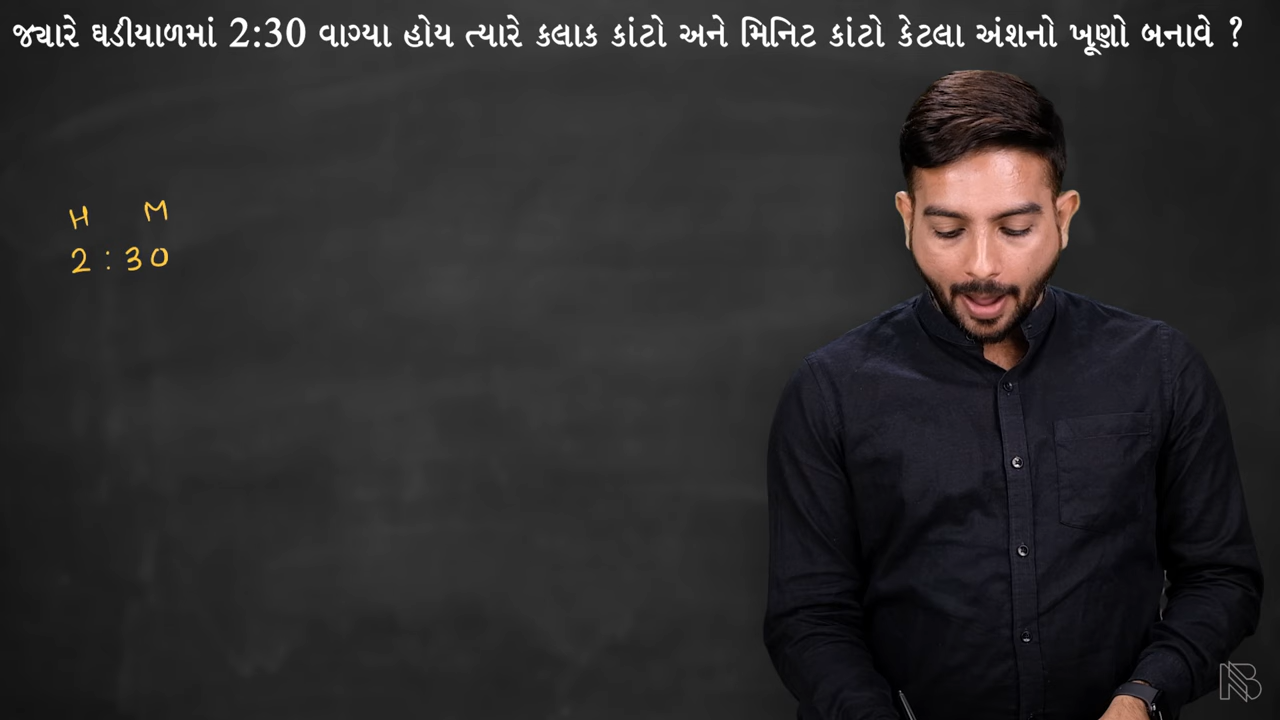 જ્યારે ઘડીયાળમાં 2:30 વાગ્યા હોય ત્યારે કલાક કાંટો અને મિનિટ કાંટો કેટલા અંશનો ખૂણો બનાવે ?
H M
2 : 30